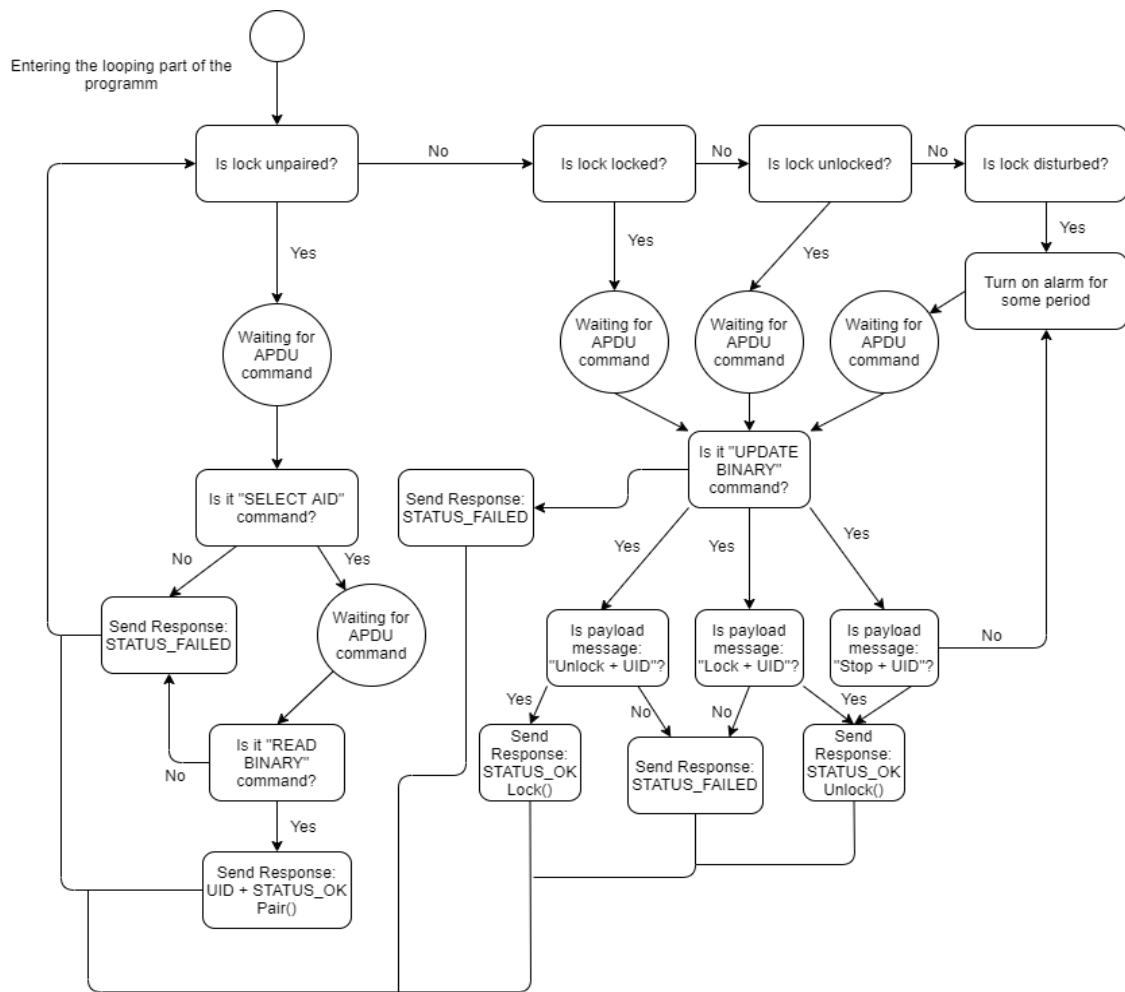 Entering the looping part of the
programm
Is lock unpaired?
No
Is lock locked?
No
Is lock unlocked?
No
Is lock disturbed?
Yes
Yes
Yes
Yes
Turn on alarm for
some period
Waiting for
APDU
command
Waiting for
APDU
command
Waiting for
APDU
command
Waiting for
APDU
command
Is it "SELECT AID"
command?
Send Response:
STATUS_FAILED
Is it "UPDATE
BINARY"
command?
No
Yes
Yes
Yes
Yes
Send Response:
STATUS_FAILED
Waiting for
APDU
command
Is payload
message:
"Unlock + UID"?
Is payload
message:
"Lock + UID"?
Is payload
message:
"Stop + UID"?
No
Is it "READ
BINARY"
command?
No
Yes
No
No
Yes
Send
Response:
STATUS_OK
Lock()
Send Response:
STATUS_FAILED
Send
Response:
STATUS_OK
Unlock()
Yes
Send Response:
UID + STATUS_OK
Pair()